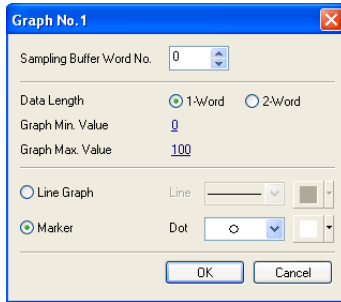 Graph No.1
Sampling Buffer Word No. 0
Data Length 1-Word 2-Word
Graph Min. Value 0
Graph Max. Value 100
Line Graph Line
Marker Dot
OK Cancel